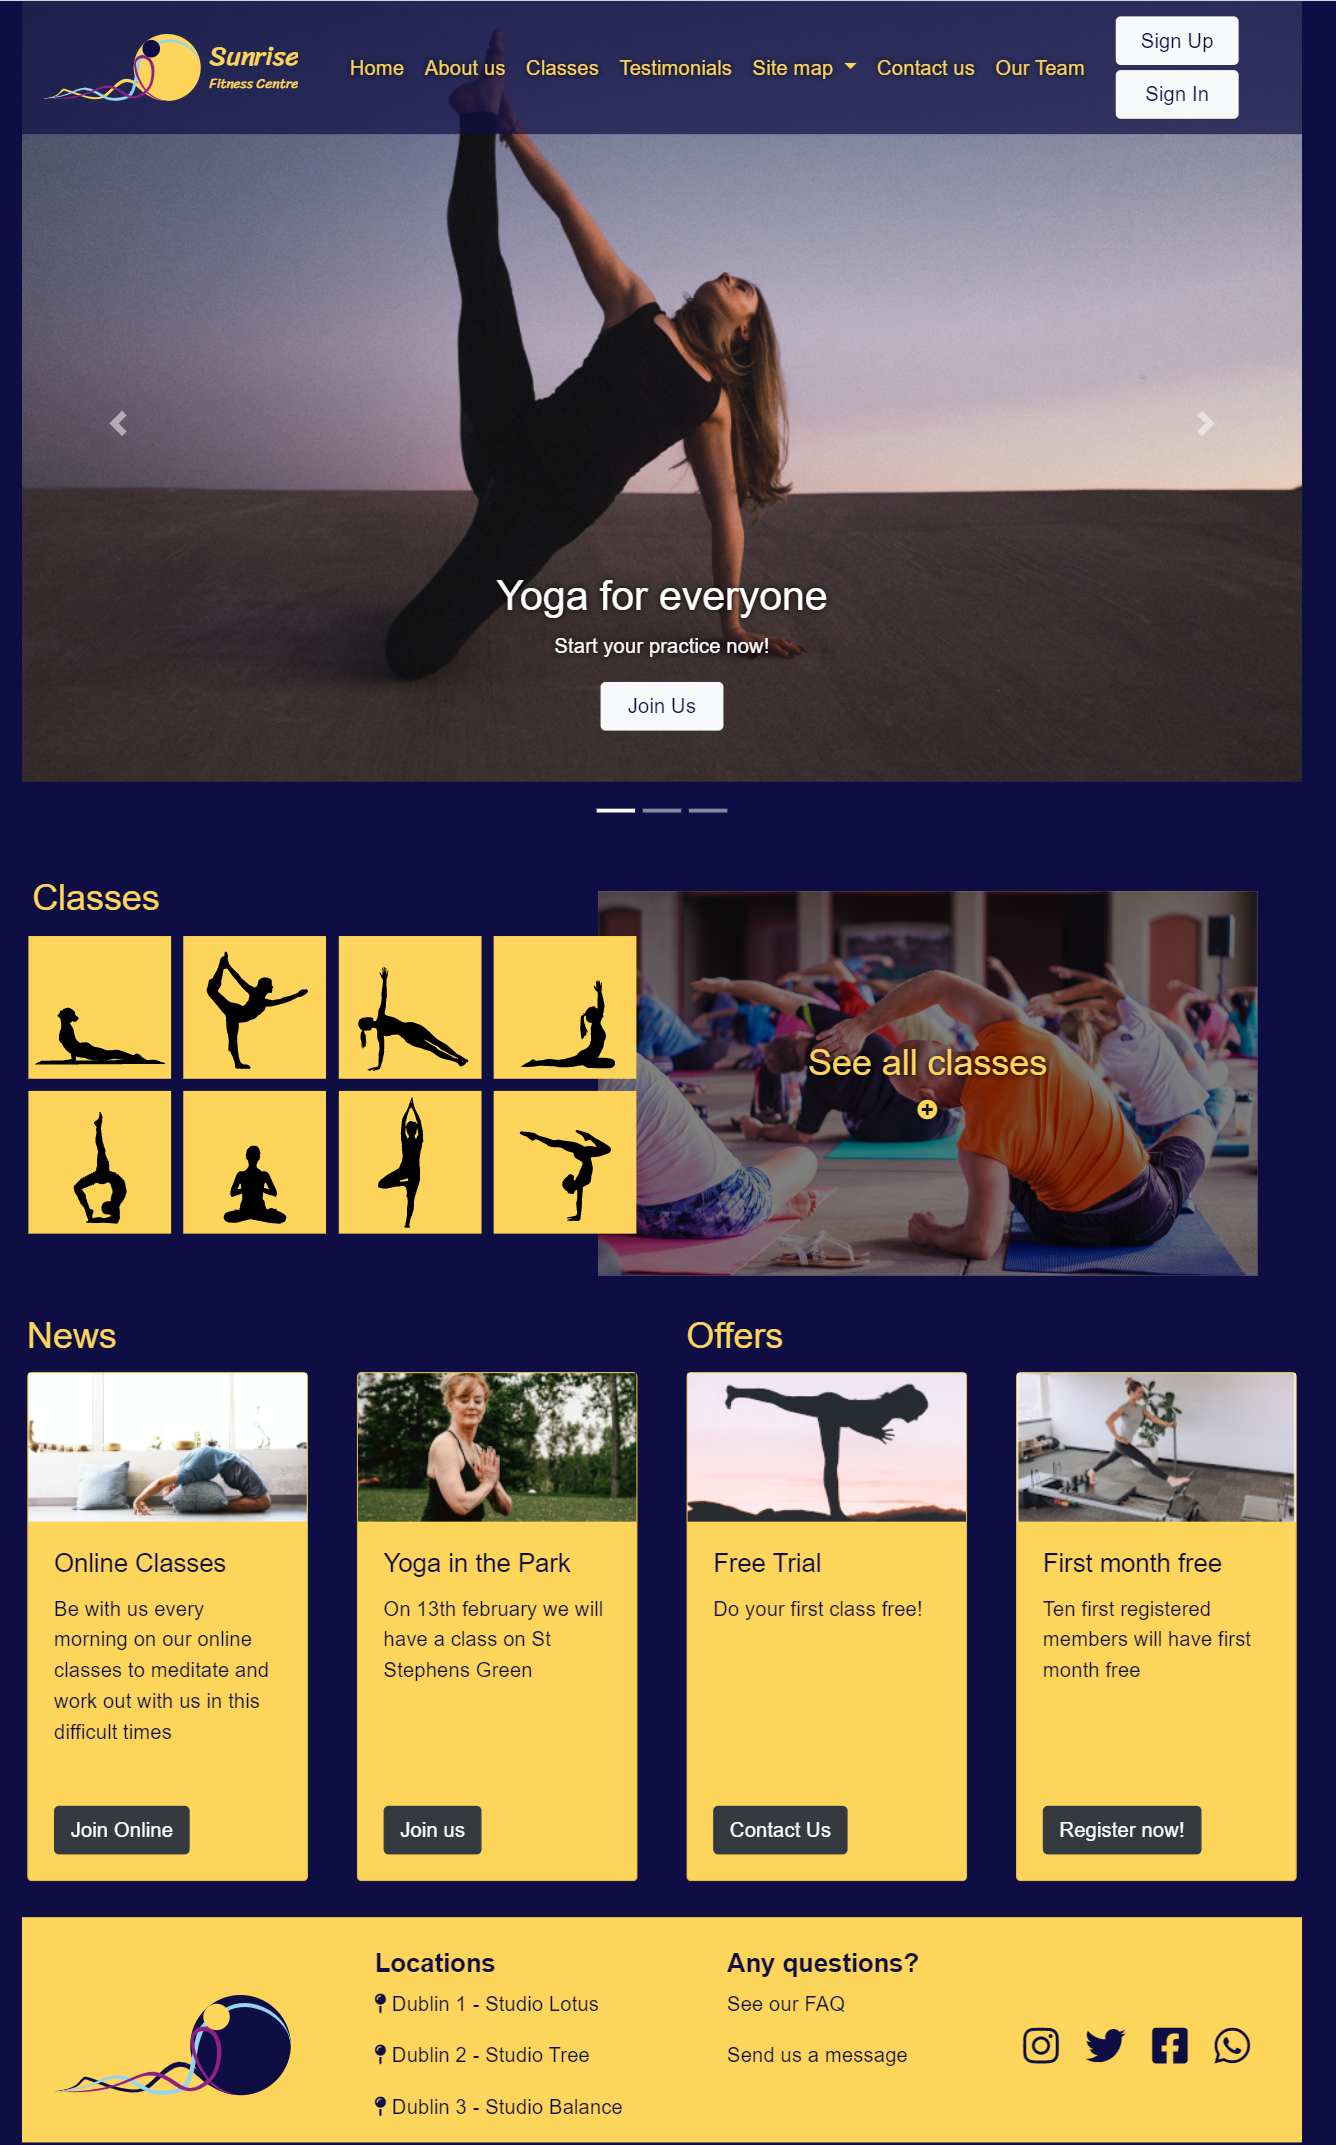 Sunrise
Fitness Centre
Home About us Classes Testimonials Site map Contact us Our Team
Sign Up
Sign In
Yoga for everyone
Start your practice now!
Join Us
Classes
See all classes
News
Offers
Online Classes
Be with us every
morning on our online
classes to meditate and
work out with us in this
difficult times
Join Online
Yoga in the Park
On 13th february we will
have a class on St
Stephens Green
Join us
Free Trial
Do your first class free!
Contact Us
First month free
Ten first registered
members will have first
month free
Register now!
Locations
Dublin 1 - Studio Lotus
Dublin 2 - Studio Tree
Dublin 3 - Studio Balance
Any questions?
See our FAQ
Send us a message